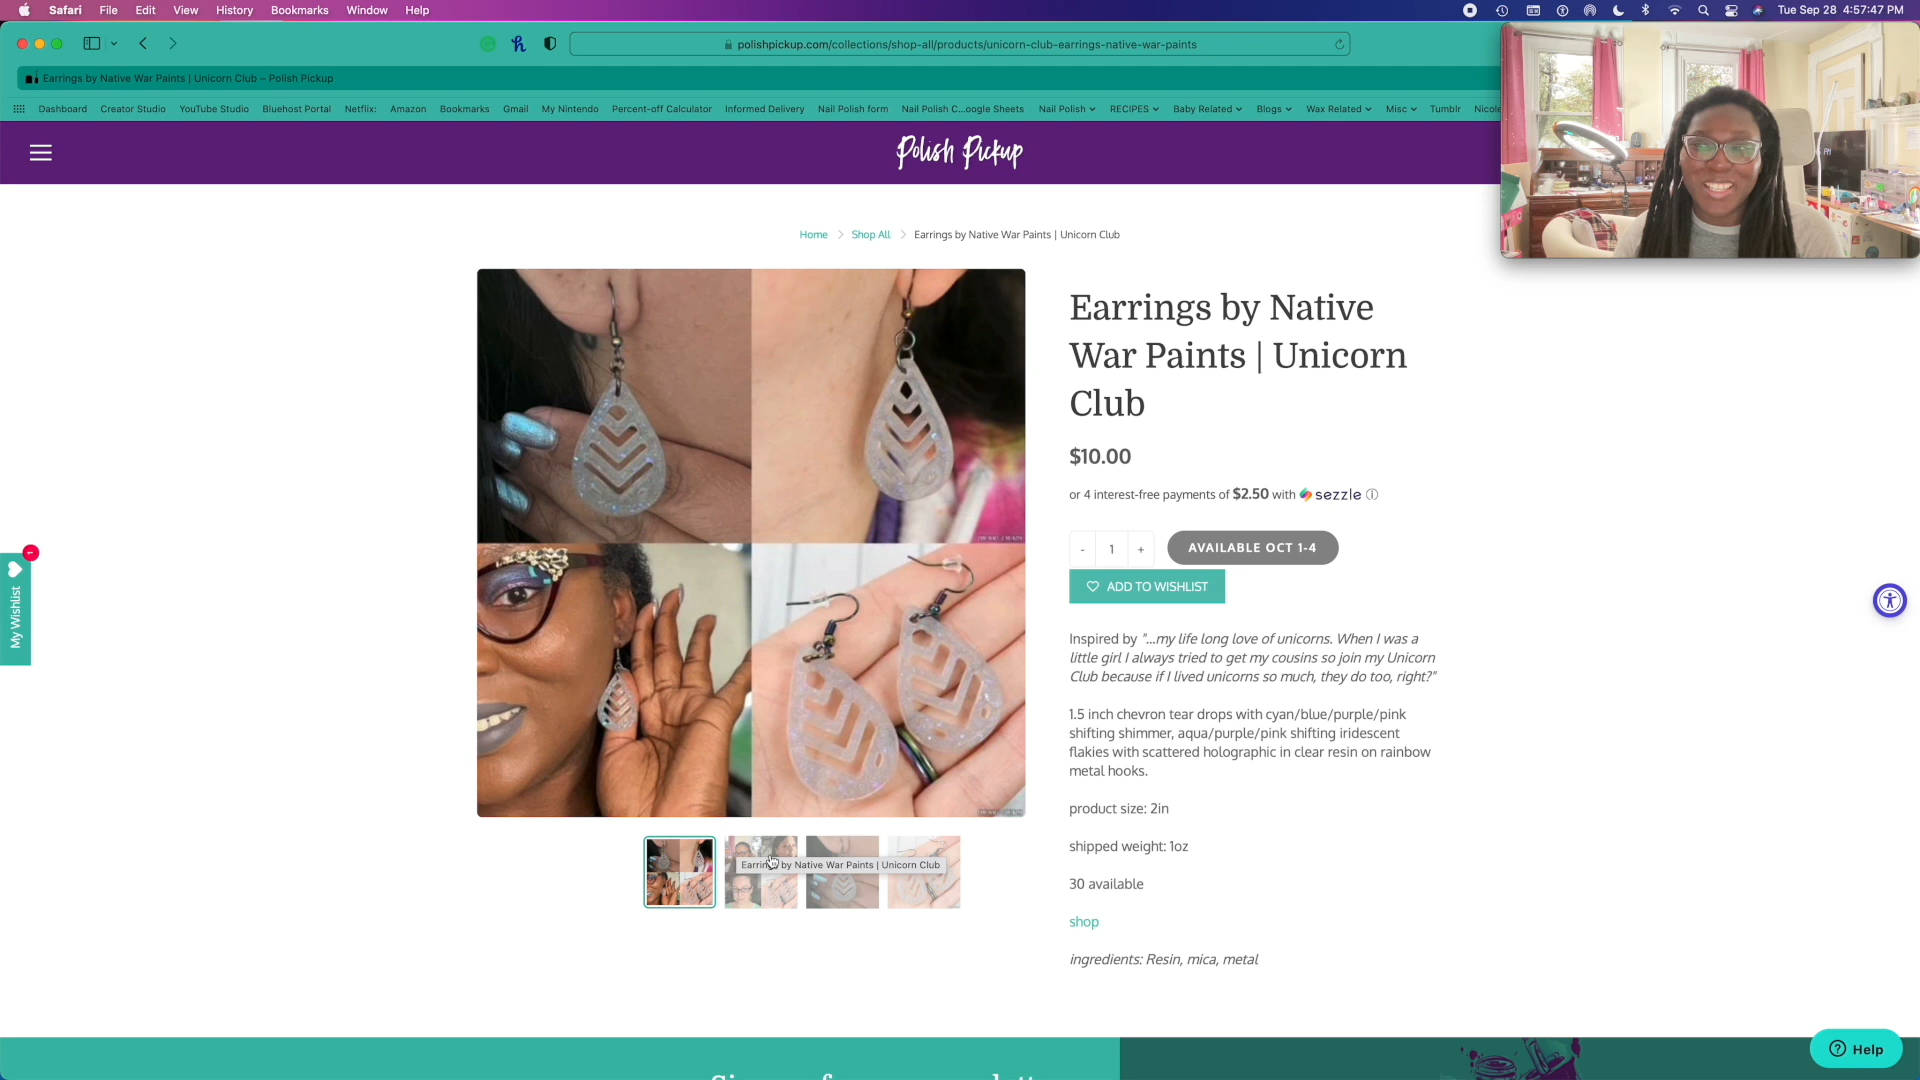 Safari File Edit View History Bookmarks Window Help
Tue Sep 28 4:57:47 PM
polishpickup.com/collections/shop-all/products/unicorn-club-earrings-native-war-paints
Earrings by Native War Paints | Unicorn Club – Polish Pickup
Dashboard Creator Studio YouTube Studio Bluehost Portal Netflix: Amazon Bookmarks Gmail My Nintendo Percent-off Calculator Informed Delivery Nail Polish form Nail Polish C...oogle Sheets Nail Polish RECIPES Baby Related Blogs Wax Related Misc Tumblr Nicole
Polish Pickup
Home > Shop All > Earrings by Native War Paints | Unicorn Club
Earrings by Native
War Paints | Unicorn
Club
$10.00
or 4 interest-free payments of $2.50 with sezzle
- 1 + AVAILABLE OCT 1-4
ADD TO WISHLIST
My Wishlist
Inspired by "...my life long love of unicorns. When I was a
little girl I always tried to get my cousins so join my Unicorn
Club because if I lived unicorns so much, they do too, right?"
1.5 inch chevron tear drops with cyan/blue/purple/pink
shifting shimmer, aqua/purple/pink shifting iridescent
flakies with scattered holographic in clear resin on rainbow
metal hooks.
product size: 2in
shipped weight: 1oz
30 available
shop
ingredients: Resin, mica, metal
Earrings by Native War Paints | Unicorn Club
Help